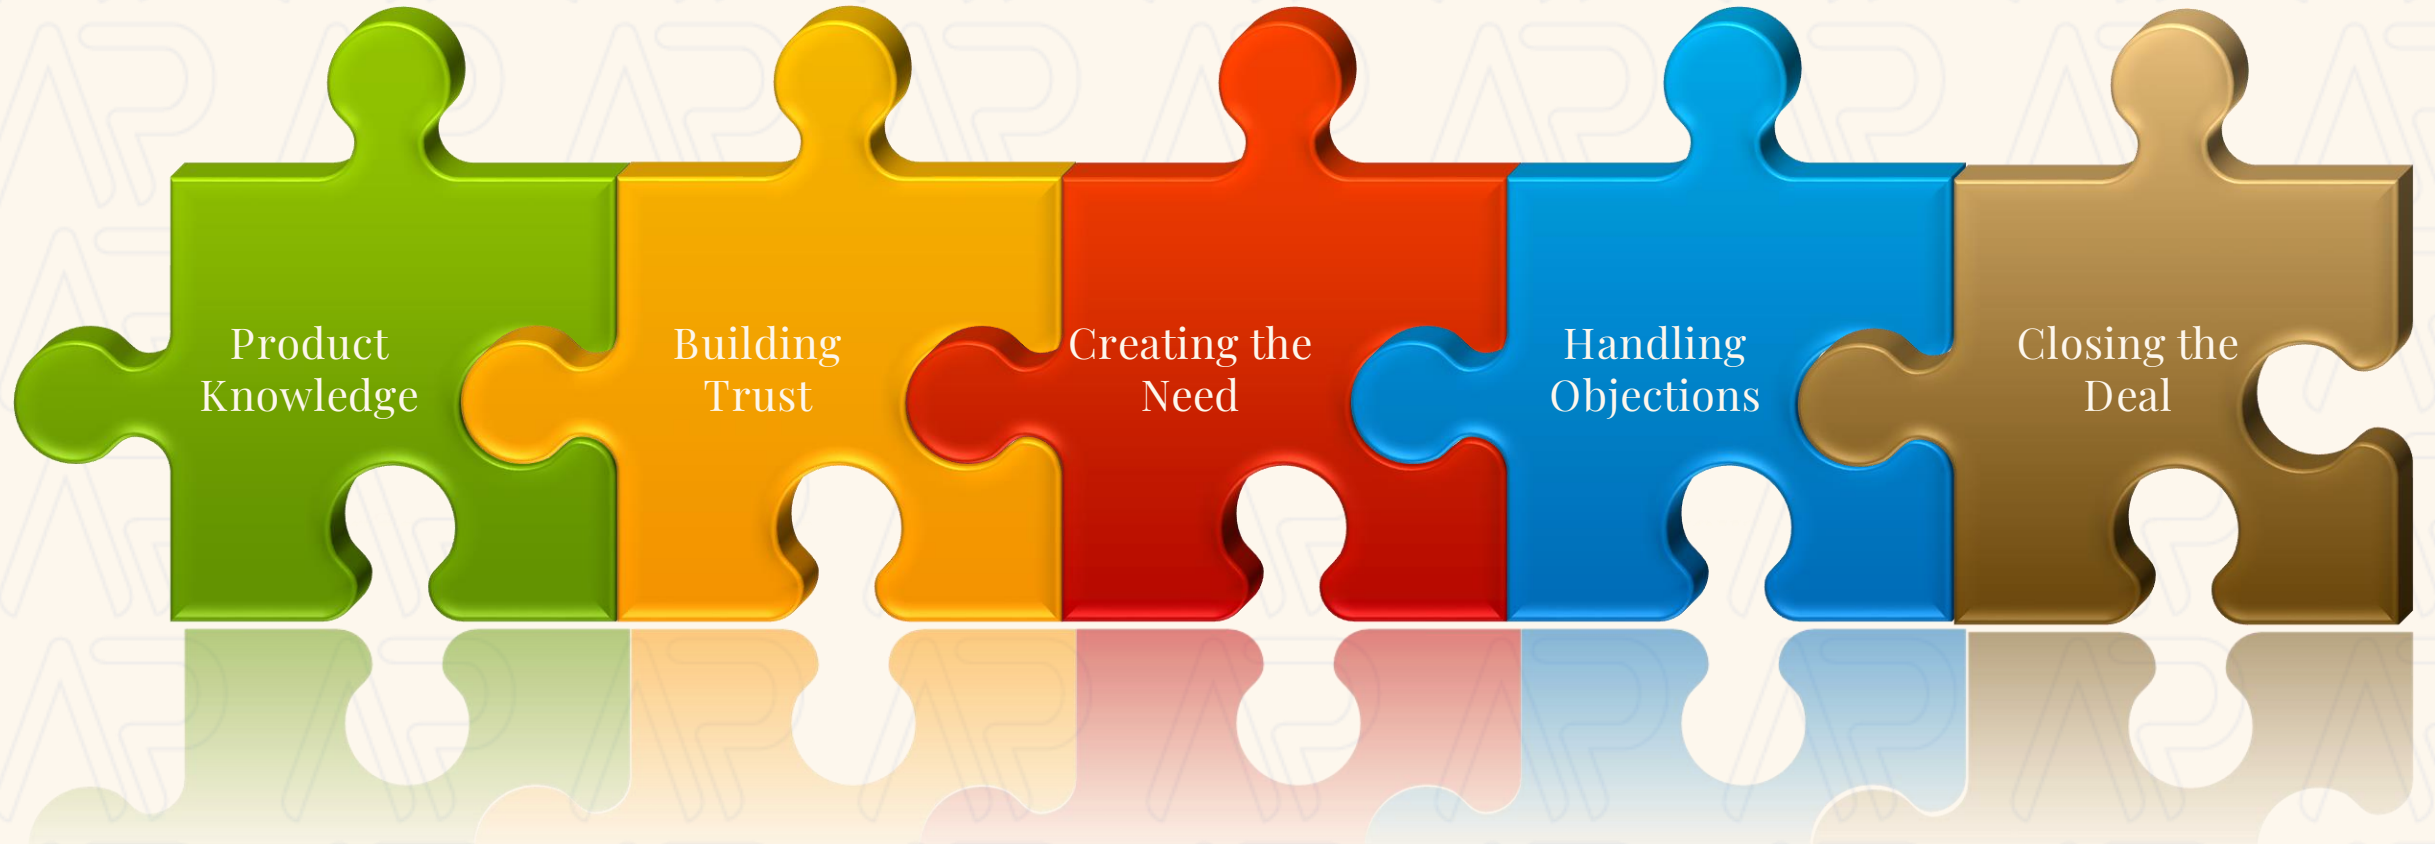 Product
Knowledge
Building
Trust
Creating the
Need
Handling
Objections
Closing the
Deal